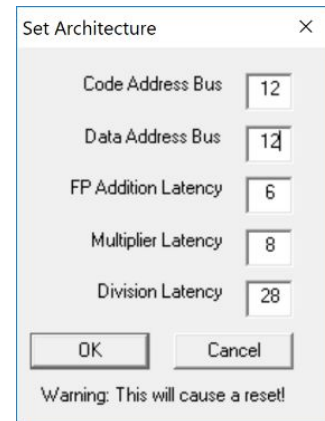 Set Architecture
Code Address Bus 12
Data Address Bus 12
FP Addition Latency 6
Multiplier Latency 8
Division Latency 28
OK Cancel
Warning: This will cause a reset!